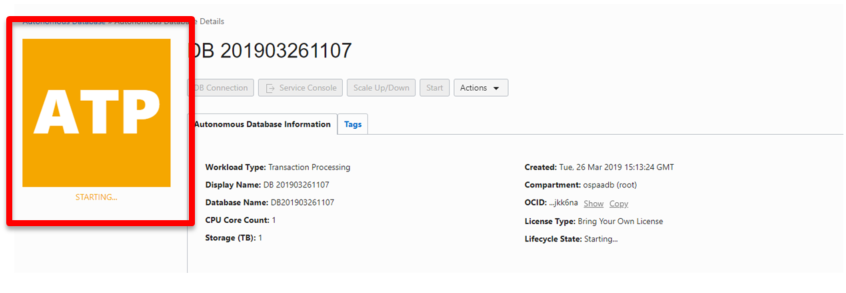 Autonomous Database » Autonomous Database Details
DB 201903261107
DB Connection Service Console Scale Up/Down Start Actions
ATP
STARTING...
Autonomous Database Information Tags
Workload Type: Transaction Processing
Display Name: DB 201903261107
Database Name: DB201903261107
CPU Core Count: 1
Storage (TB): 1
Created: Tue, 26 Mar 2019 15:13:24 GMT
Compartment: ospaadb (root)
OCID: ...jkk6na Show Copy
License Type: Bring Your Own License
Lifecycle State: Starting...